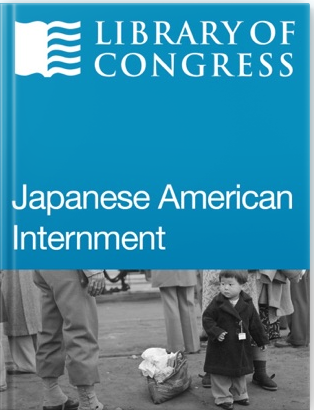 LIBRARY OF
CONGRESS
Japanese American
Internment